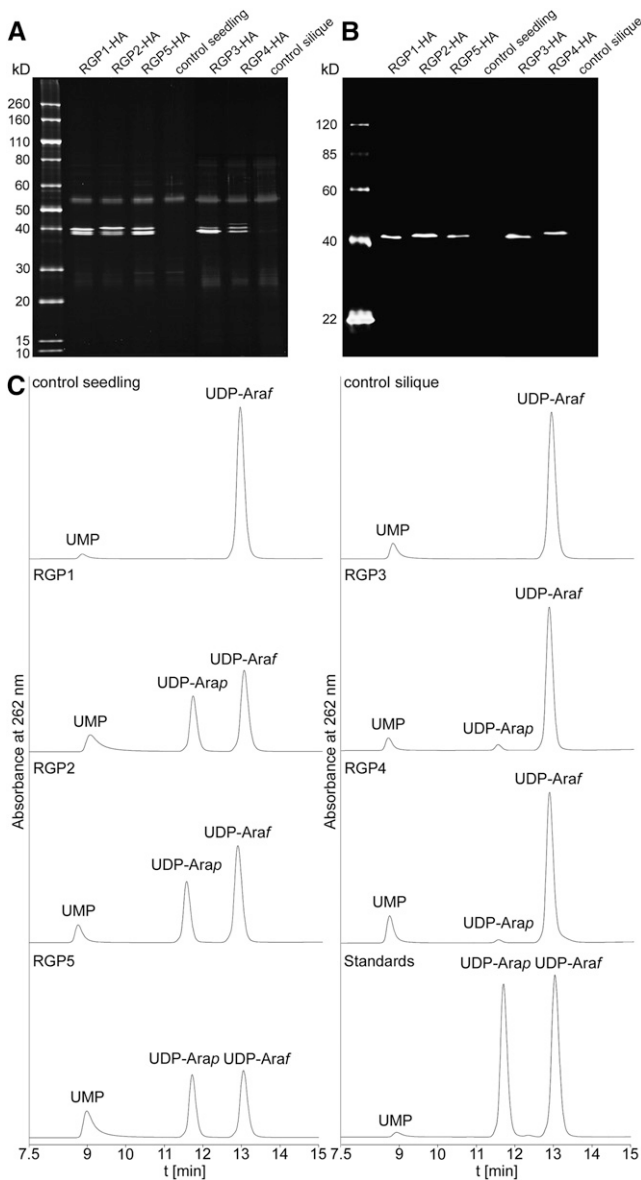 A
kD
RGP1-HA
RGP2-HA
RGP5-HA
control seedling
RGP3-HA
RGP4-HA
control silique
260
160
110
80
60
50
40
30
20
15
10
B
kD
RGP1-HA
RGP2-HA
RGP5-HA
control seedling
RGP3-HA
RGP4-HA
control silique
120
85
60
40
22
C
control seedling
UDP-Araf
UMP
RGP1
UDP-Araf
UDP-Arap
UMP
RGP2
UDP-Araf
UDP-Arap
UMP
RGP5
UDP-Arap UDP-Araf
UMP
Absorbance at 262 nm
7.5 9 10 11 12 13 14 15
t [min]
control silique
UDP-Araf
UMP
RGP3
UDP-Araf
UMP
UDP-Arap
RGP4
UDP-Araf
UMP
UDP-Arap
Standards
UDP-Arap UDP-Araf
UMP
Absorbance at 262 nm
7.5 9 10 11 12 13 14 15
t [min]